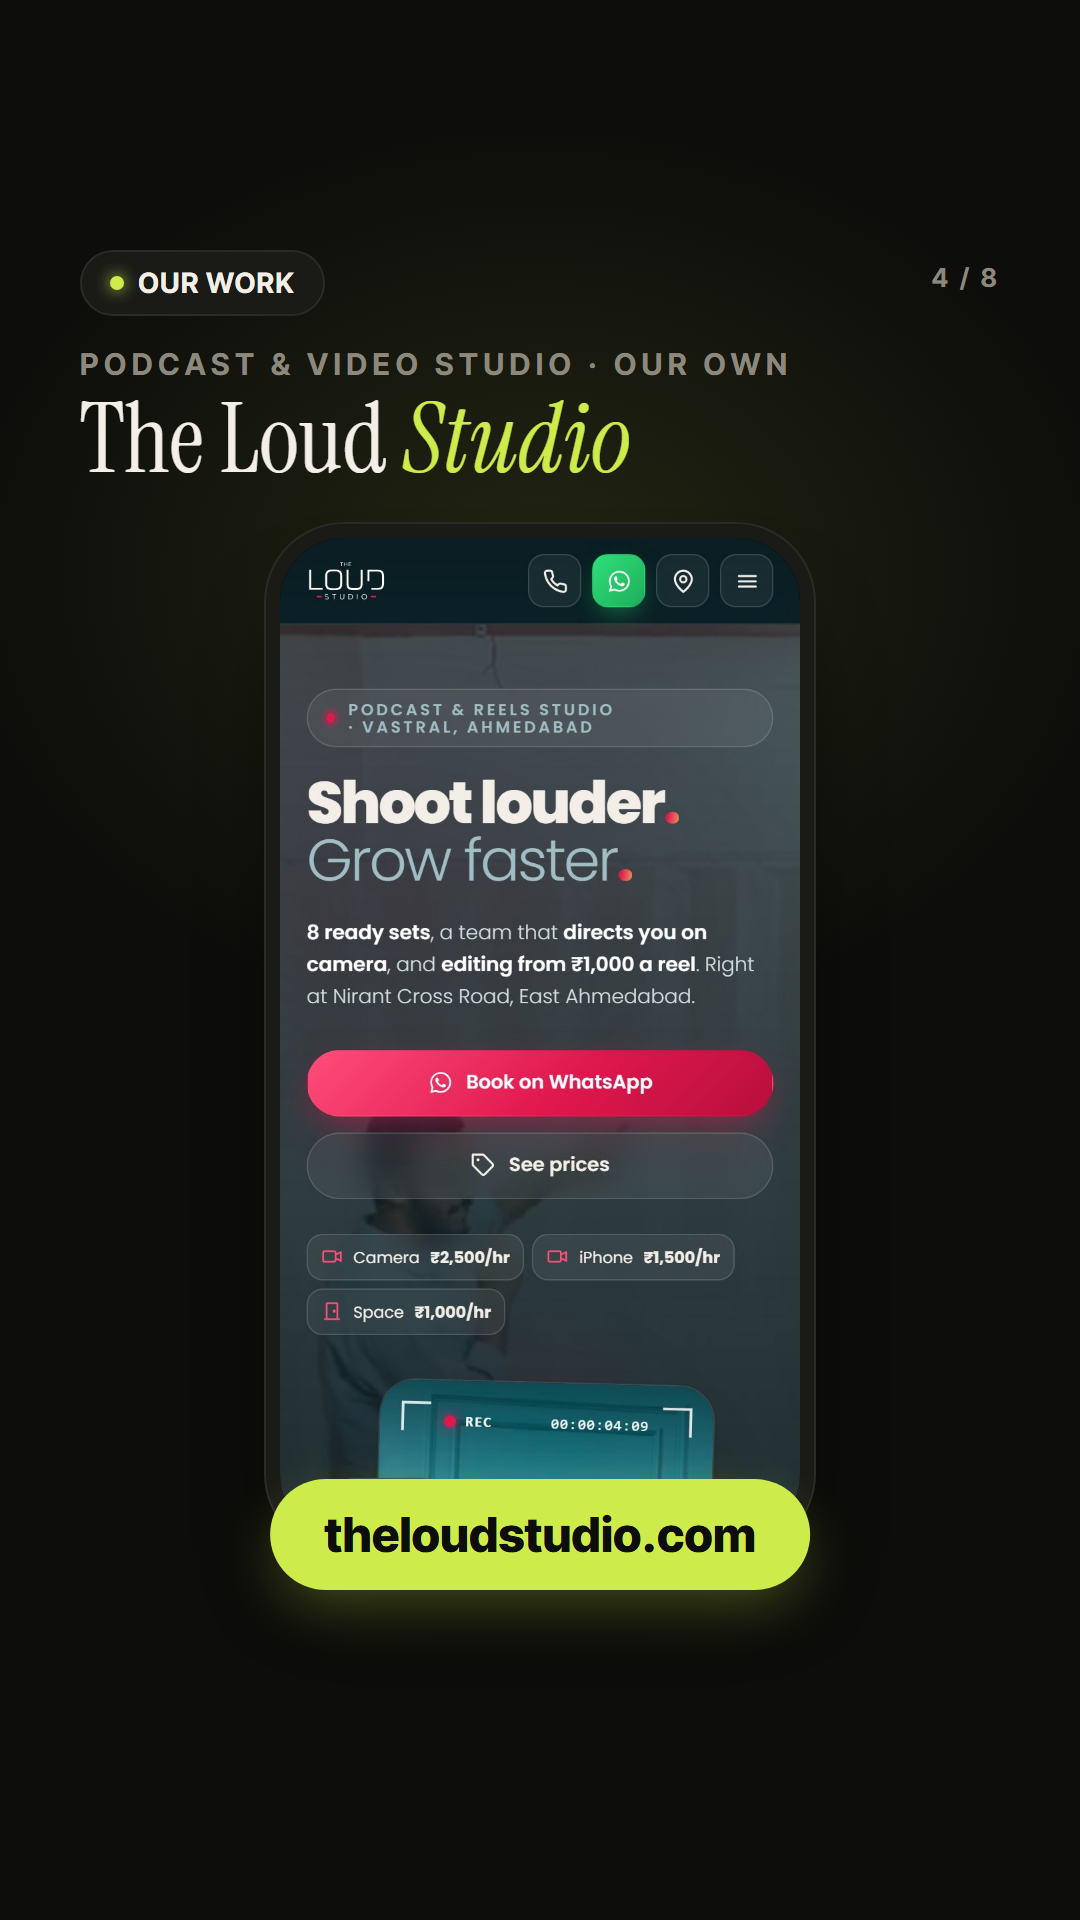 OUR WORK
4 / 8
PODCAST & VIDEO STUDIO · OUR OWN
The Loud Studio
THE
LOUD
STUDIO
PODCAST & REELS STUDIO
· VASTRAL, AHMEDABAD
Shoot louder.
Grow faster.
8 ready sets, a team that directs you on
camera, and editing from ₹1,000 a reel. Right
at Nirant Cross Road, East Ahmedabad.
Book on WhatsApp
See prices
Camera ₹2,500/hr
iPhone ₹1,500/hr
Space ₹1,000/hr
REC 00:00:04:09
theloudstudio.com